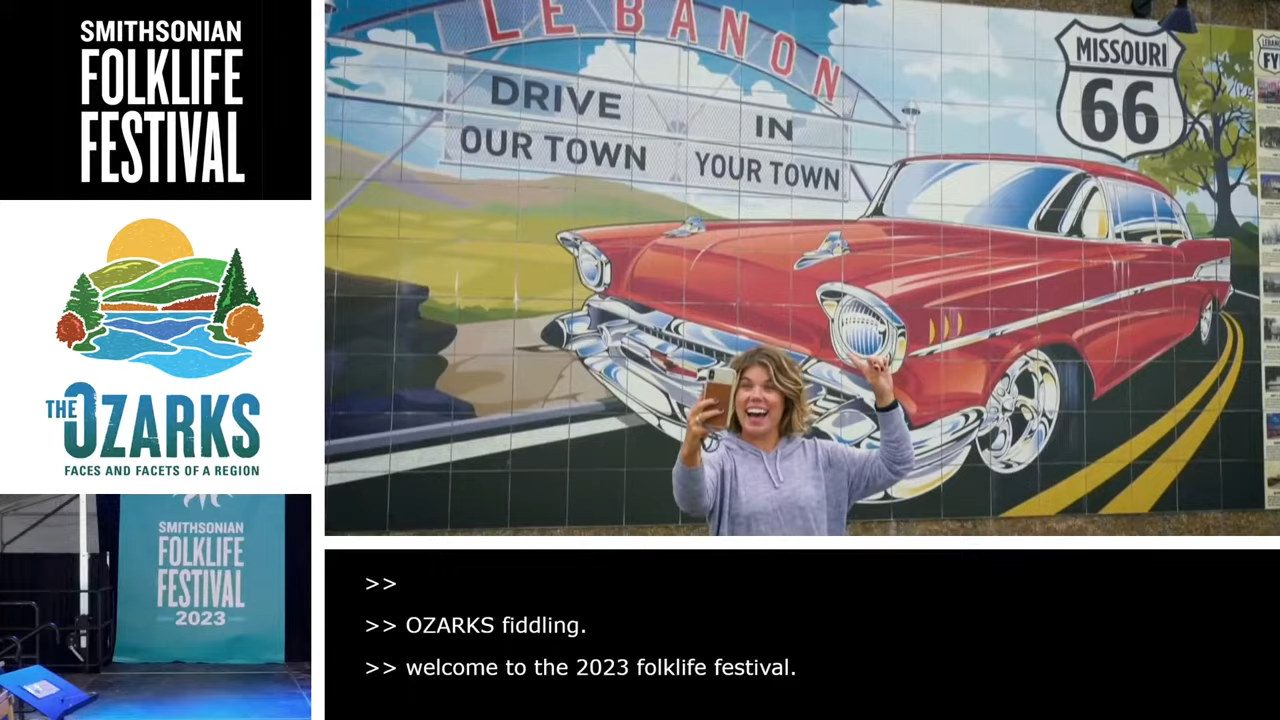 SMITHSONIAN
FOLKLIFE
FESTIVAL
THE OZARKS
FACES AND FACETS OF A REGION
SMITHSONIAN
FOLKLIFE
FESTIVAL
2023
LEBANON
DRIVE IN
OUR TOWN YOUR TOWN
MISSOURI
66
>>
>> OZARKS fiddling.
>> welcome to the 2023 folklife festival.